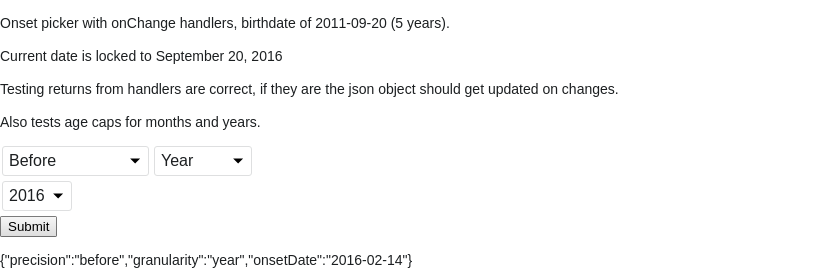 Onset picker with onChange handlers, birthdate of 2011-09-20 (5 years).
Current date is locked to September 20, 2016
Testing returns from handlers are correct, if they are the json object should get updated on changes.
Also tests age caps for months and years.
Before Year
2016
Submit
{"precision":"before","granularity":"year","onsetDate":"2016-02-14"}